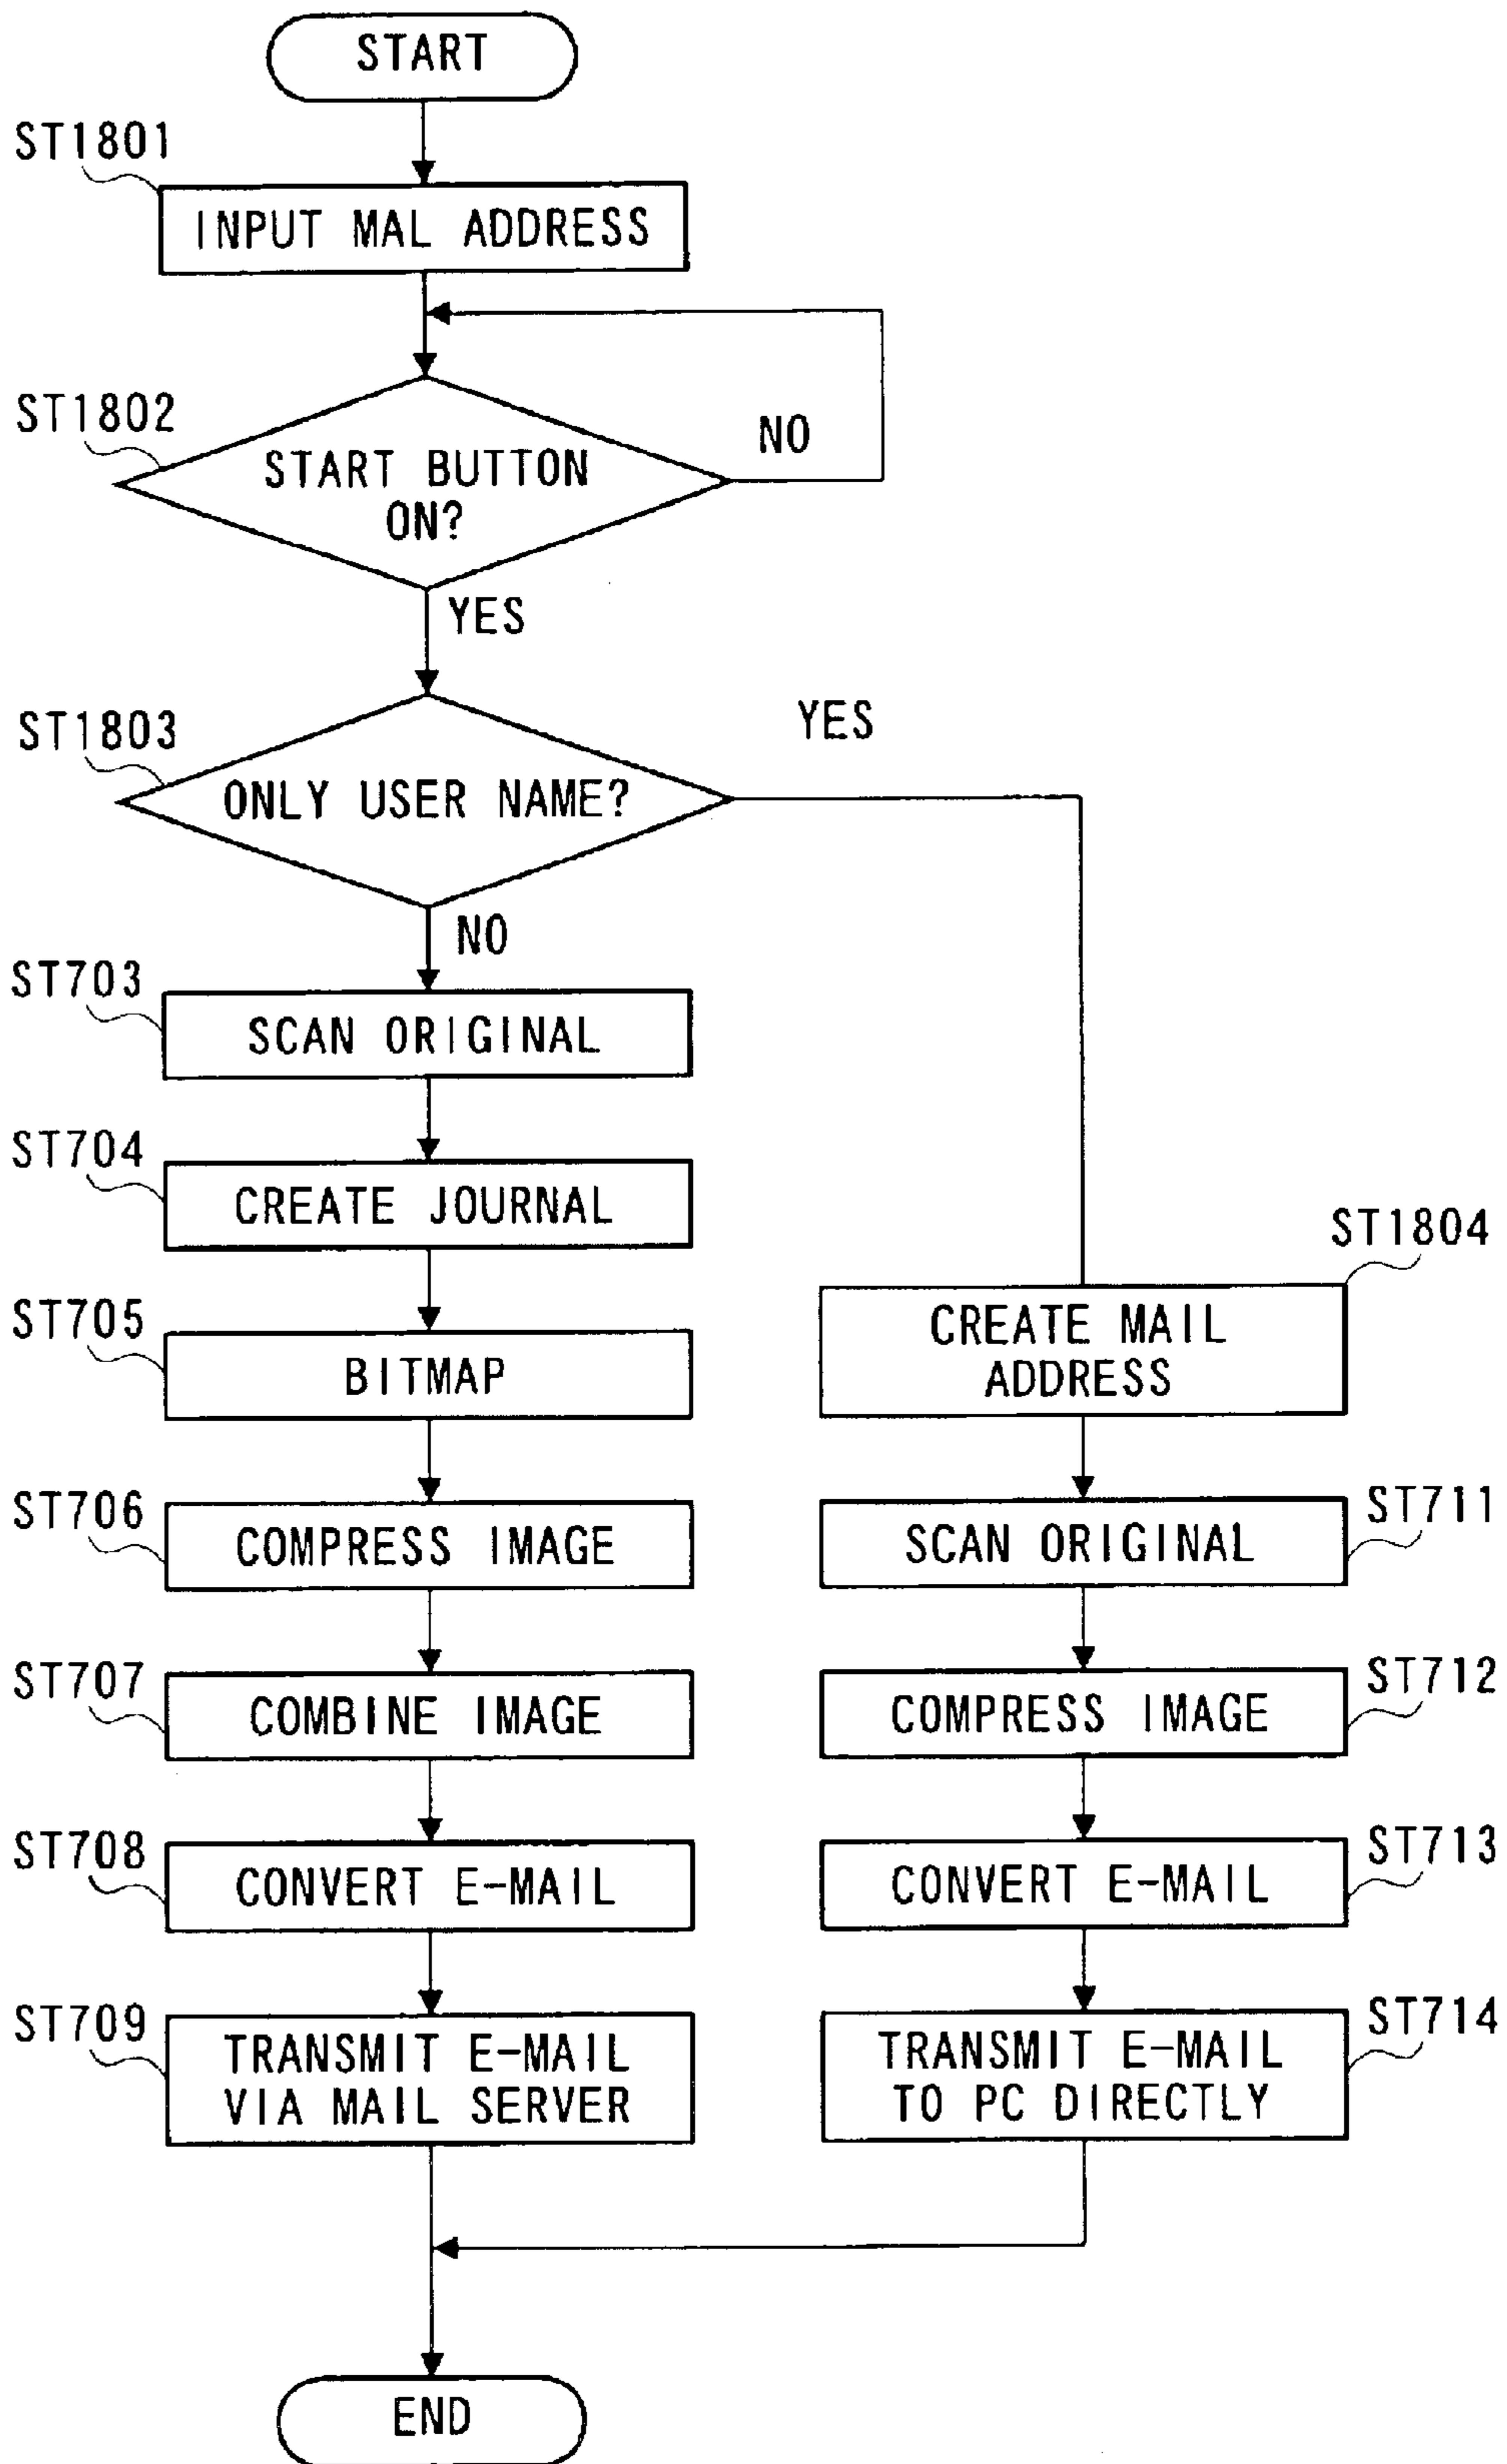 START
ST1801
INPUT MAL ADDRESS
ST1802
START BUTTON
ON?
NO
YES
ST1803
ONLY USER NAME?
YES
NO
ST703
SCAN ORIGINAL
ST704
CREATE JOURNAL
ST705
BITMAP
ST706
COMPRESS IMAGE
ST707
COMBINE IMAGE
ST708
CONVERT E-MAIL
ST709
TRANSMIT E-MAIL
VIA MAIL SERVER
ST1804
CREATE MAIL
ADDRESS
ST711
SCAN ORIGINAL
ST712
COMPRESS IMAGE
ST713
CONVERT E-MAIL
ST714
TRANSMIT E-MAIL
TO PC DIRECTLY
END